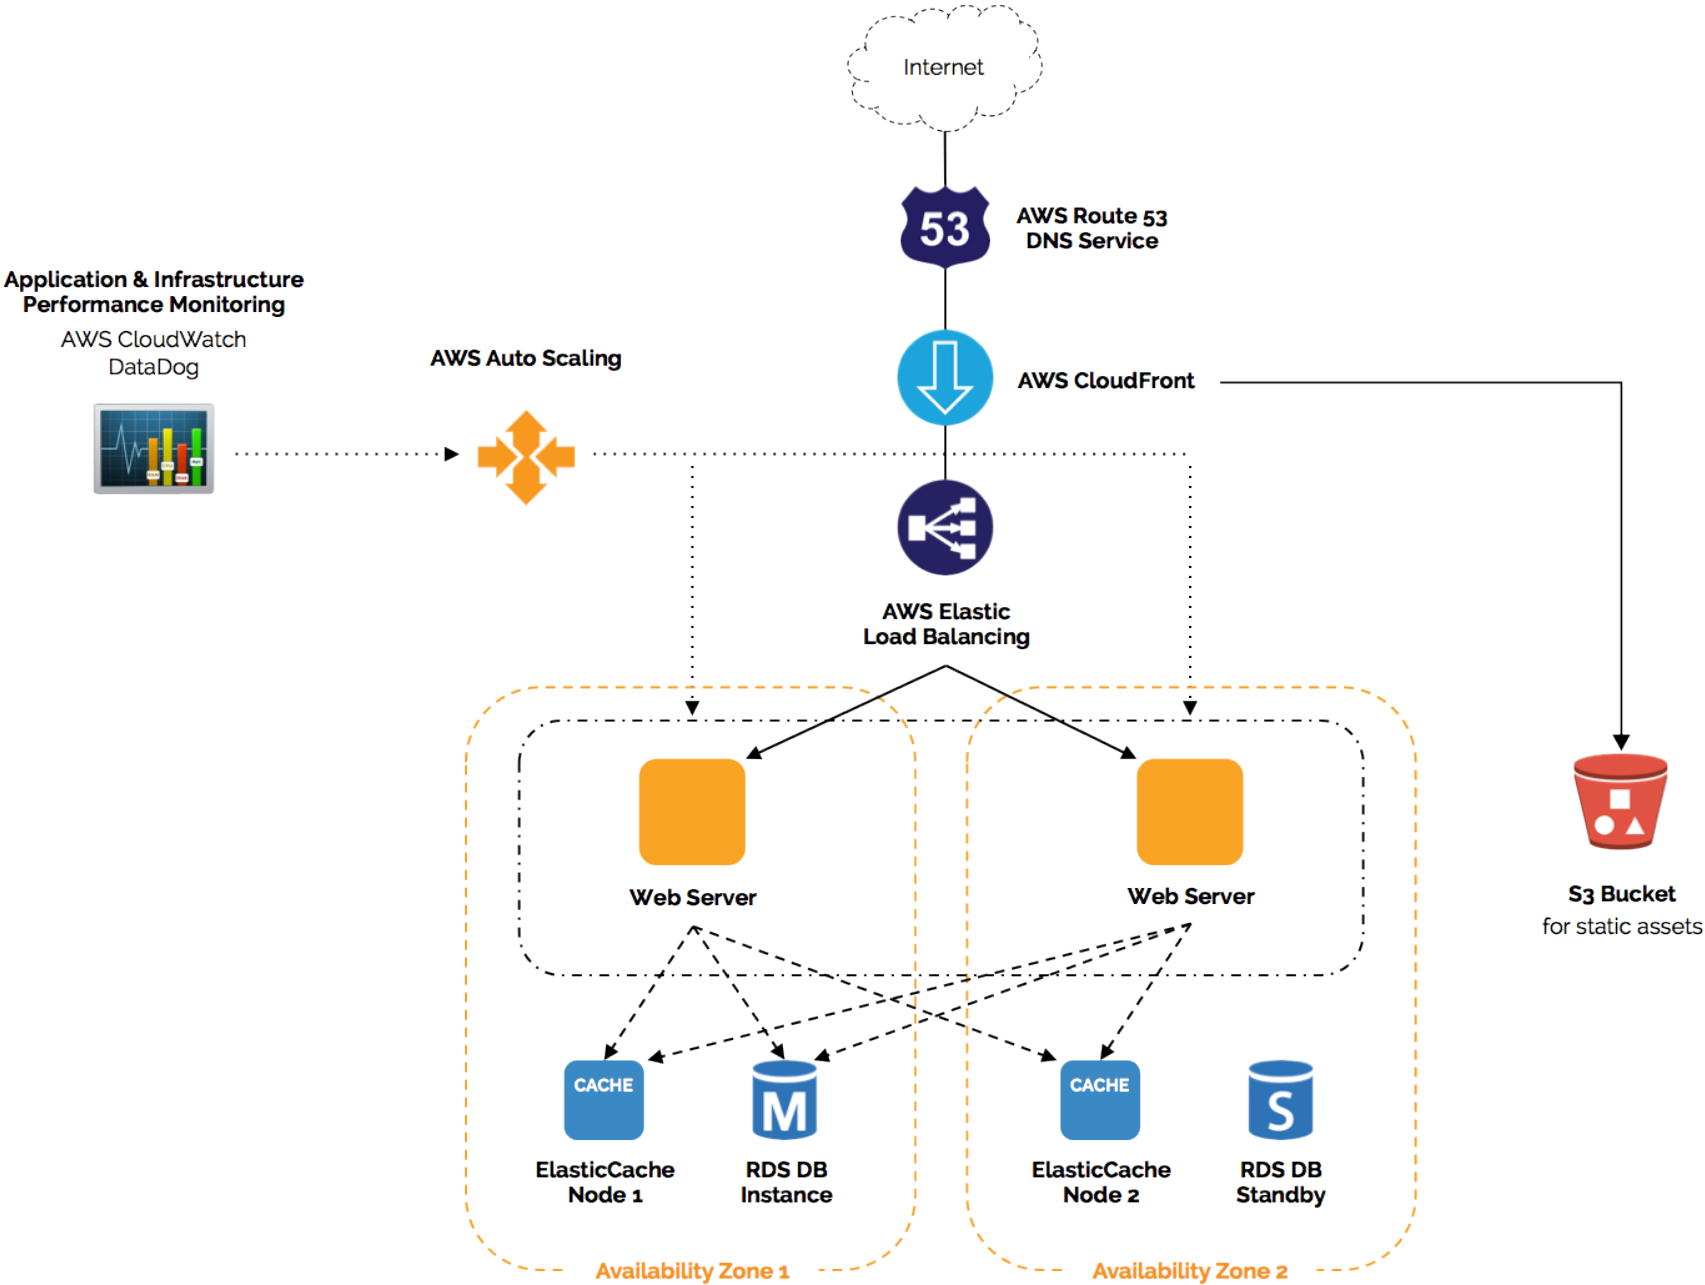 Internet
53
AWS Route 53
DNS Service
Application & Infrastructure
Performance Monitoring
AWS CloudWatch
DataDog
AWS Auto Scaling
AWS CloudFront
AWS Elastic
Load Balancing
Web Server
Web Server
S3 Bucket
for static assets
CACHE
M
CACHE
S
ElasticCache
Node 1
RDS DB
Instance
ElasticCache
Node 2
RDS DB
Standby
Availability Zone 1
Availability Zone 2